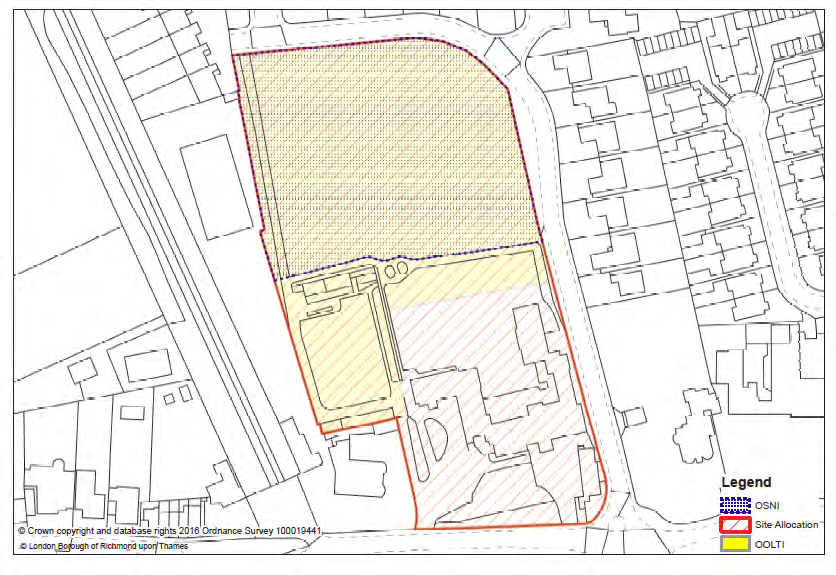 Legend
OSNI
Site Allocation
OOLTI
© Crown copyright and database rights 2016 Ordnance Survey 100019441.
© London Borough of Richmond upon Thames